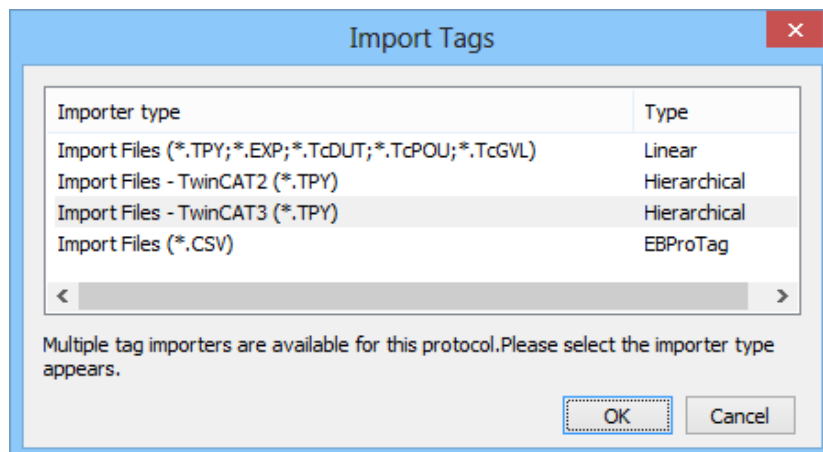 Import Tags
Importer type Type
Import Files (*.TPY;*.EXP;*.TcDUT;*.TcPOU;*.TcGVL) Linear
Import Files - TwinCAT2 (*.TPY) Hierarchical
Import Files - TwinCAT3 (*.TPY) Hierarchical
Import Files (*.CSV) EBProTag
Multiple tag importers are available for this protocol.Please select the importer type
appears.
OK Cancel